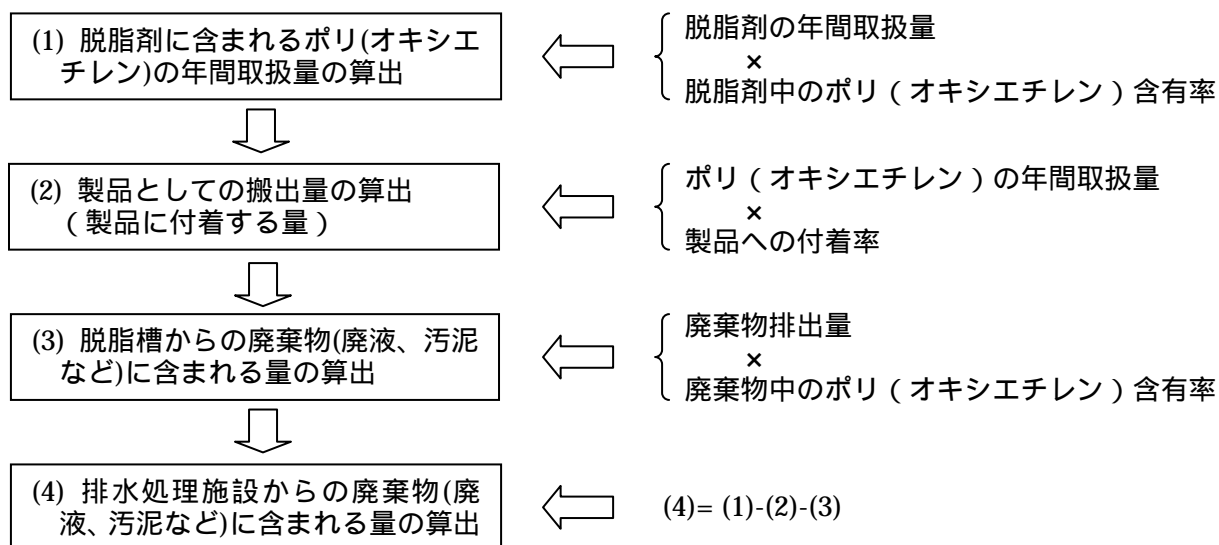 (1) 脱脂剤に含まれるポリ(オキシエ
チレン)の年間取扱量の算出
脱脂剤の年間取扱量
×
脱脂剤中のポリ（オキシエチレン）含有率
(2) 製品としての搬出量の算出
（製品に付着する量）
ポリ（オキシエチレン）の年間取扱量
×
製品への付着率
(3) 脱脂槽からの廃棄物(廃液、汚泥
など)に含まれる量の算出
廃棄物排出量
×
廃棄物中のポリ（オキシエチレン）含有率
(4) 排水処理施設からの廃棄物(廃
液、汚泥など)に含まれる量の算出
(4)= (1)-(2)-(3)